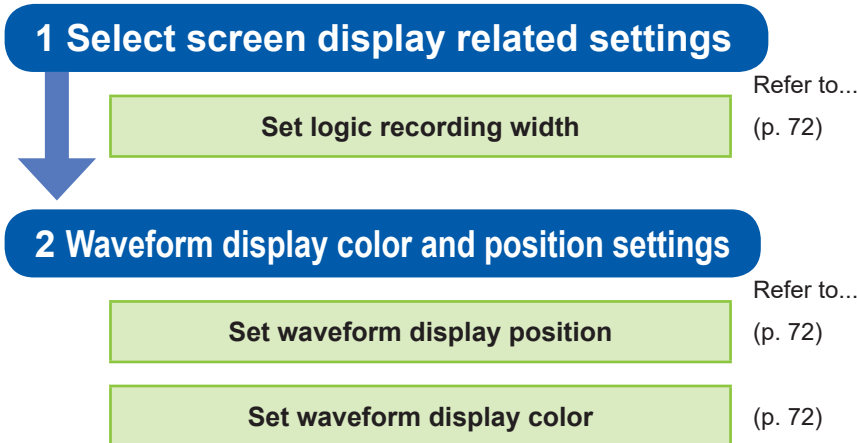 1 Select screen display related settings
Refer to...
Set logic recording width
(p. 72)
2 Waveform display color and position settings
Refer to...
Set waveform display position
(p. 72)
Set waveform display color
(p. 72)